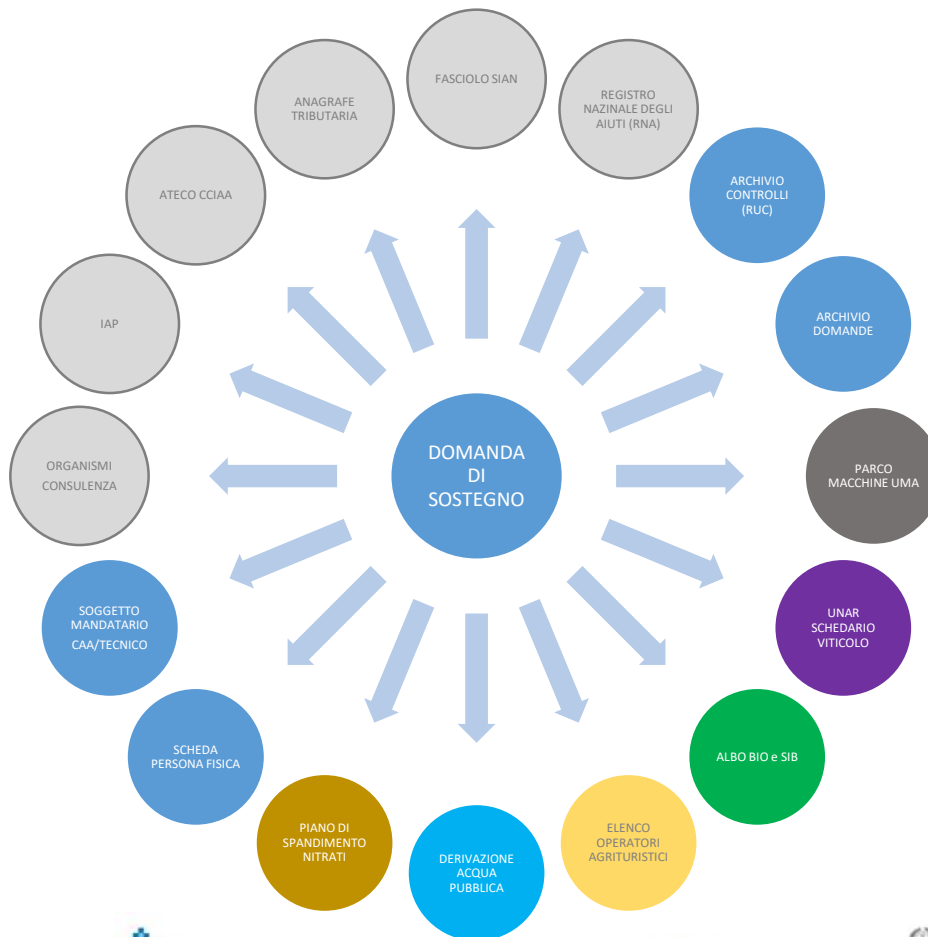 FASCIOLO SIAN
REGISTRO
NAZINALE DEGLI
AIUTI (RNA)
ARCHIVIO
CONTROLLI
(RUC)
ARCHIVIO
DOMANDE
PARCO
MACCHINE UMA
UNAR
SCHEDARIO
VITICOLO
ALBO BIO e SIB
ELENCO
OPERATORI
AGRITURISTICI
DERIVAZIONE
ACQUA
PUBBLICA
PIANO DI
SPANDIMENTO
NITRATI
SCHEDA
PERSONA FISICA
SOGGETTO
MANDATARIO
CAA/TECNICO
ORGANISMI
CONSULENZA
IAP
ATECO CCIAA
ANAGRAFE
TRIBUTARIA
DOMANDA
DI
SOSTEGNO